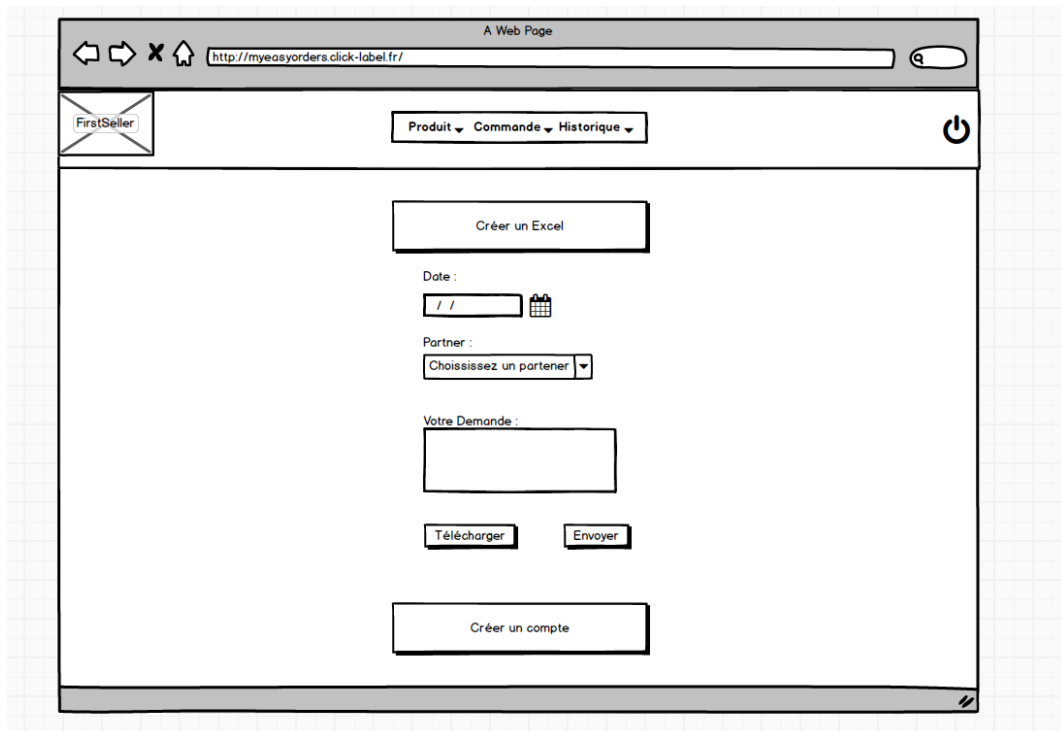 A Web Page
http://myeasyorders.click-label.fr/
FirstSeller
Produit Commande Historique
Créer un Excel
Date :
/ /
Partner :
Choississez un partener
Votre Demande :
Télécharger Envoyer
Créer un compte